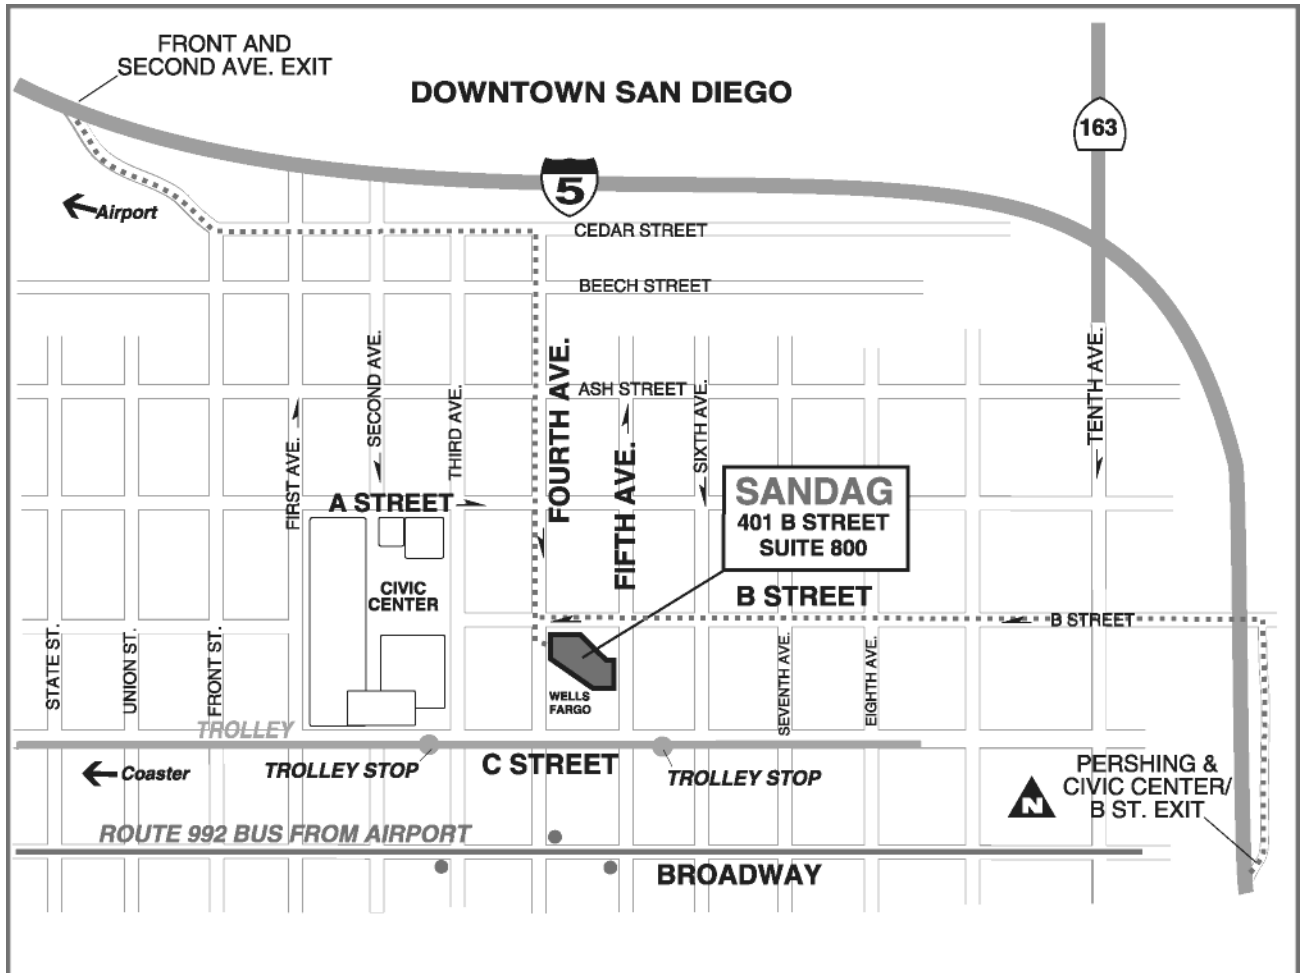 FRONT AND
SECOND AVE. EXIT
DOWNTOWN SAN DIEGO
163
5
Airport
CEDAR STREET
BEECH STREET
SECOND AVE.
FOURTH AVE.
TENTH AVE.
ASH STREET
THIRD AVE.
SIXTH AVE.
FIRST AVE.
FIFTH AVE.
A STREET
SANDAG
401 B STREET
SUITE 800
CIVIC
CENTER
B STREET
B STREET
STATE ST.
UNION ST.
FRONT ST.
SEVENTH AVE.
EIGHTH AVE.
WELLS
FARGO
TROLLEY
C STREET
Coaster
TROLLEY STOP
TROLLEY STOP
PERSHING &
CIVIC CENTER/
B ST. EXIT
N
ROUTE 992 BUS FROM AIRPORT
BROADWAY